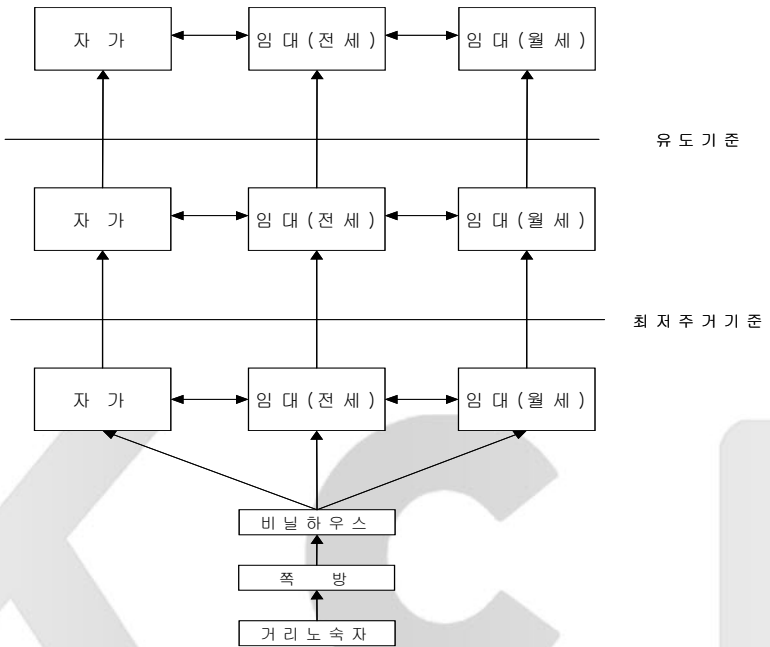 자 가 임 대 (전 세) 임 대 (월 세)
유 도 기 준
자 가 임 대 (전 세) 임 대 (월 세)
최 저 주 거 기 준
자 가 임 대 (전 세) 임 대 (월 세)
비 닐 하 우 스
쪽 방
거 리 노 숙 자